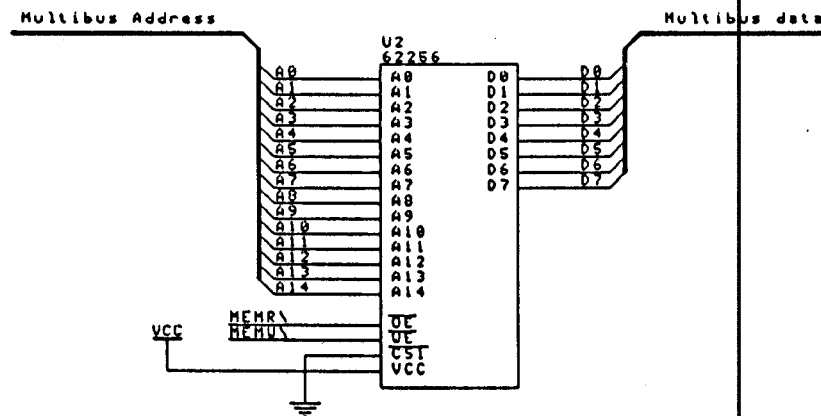 Multibus Address
Multibus data
U2
62256
A0 A0 D0 D0
A1 A1 D1 D1
A2 A2 D2 D2
A3 A3 D3 D3
A4 A4 D4 D4
A5 A5 D5 D5
A6 A6 D6 D6
A7 A7 D7 D7
A8 A8
A9 A9
A10 A10
A11 A11
A12 A12
A13 A13
A14 A14
MEMR\ OE
MEMW\ WE
VCC CS1
VCC